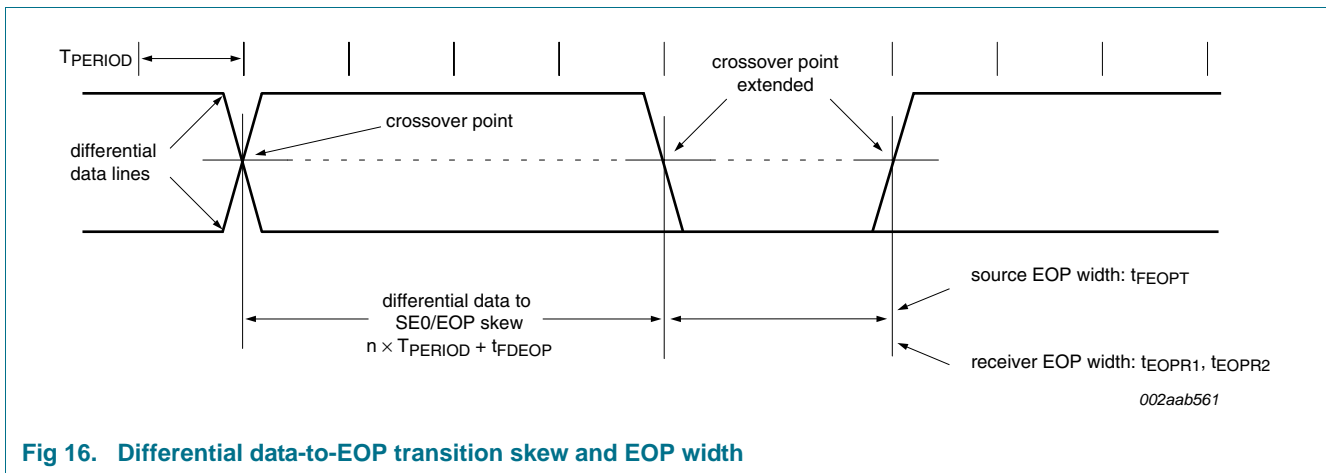 TPERIOD
crossover point
extended
crossover point
differential
data lines
differential data to
SE0/EOP skew
n × TPERIOD + tFDEOP
source EOP width: tFEOPT
receiver EOP width: tEOPR1, tEOPR2
002aab561
Fig 16. Differential data-to-EOP transition skew and EOP width